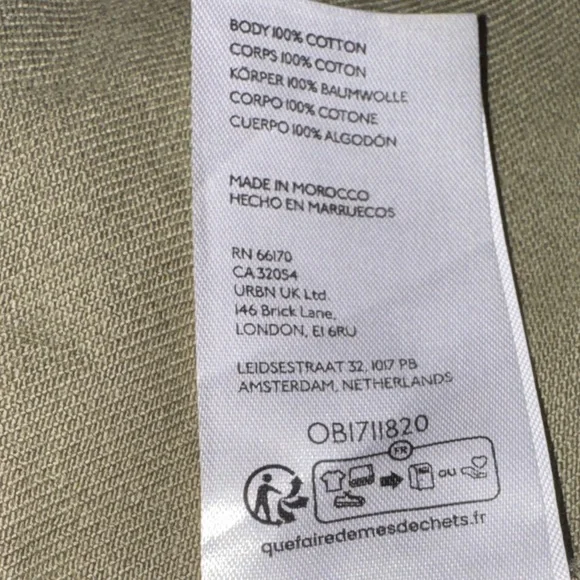 BODY 100% COTTON
CORPS 100% COTON
KÖRPER 100% BAUMWOLLE
CORPO 100% COTONE
CUERPO 100% ALGODÓN
MADE IN MOROCCO
HECHO EN MARRUECOS
RN 66170
CA 32054
URBN UK Ltd.
146 Brick Lane,
LONDON, E1 6RU
LEIDSESTRAAT 32, 1017 PB
AMSTERDAM, NETHERLANDS
OB1711820
FR
OU
quefairedemesdechets.fr